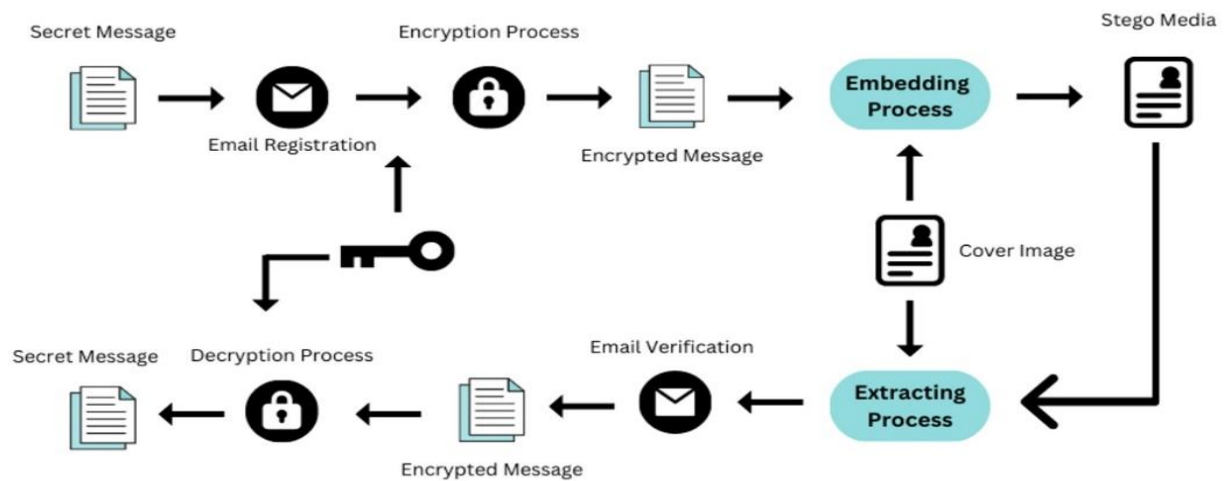 Secret Message
Encryption Process
Stego Media
Embedding
Process
Email Registration
Encrypted Message
Cover Image
Secret Message
Decryption Process
Email Verification
Extracting
Process
Encrypted Message